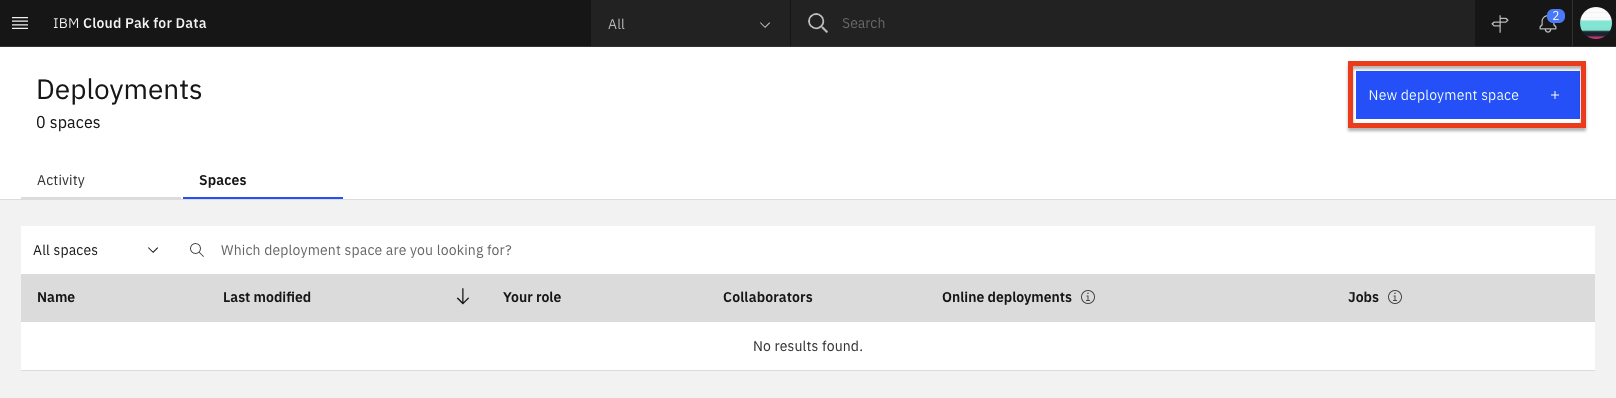 IBM Cloud Pak for Data
All
Search
2
Deployments
0 spaces
New deployment space +
Activity
Spaces
All spaces
Which deployment space are you looking for?
Name Last modified Your role Collaborators Online deployments Jobs
No results found.